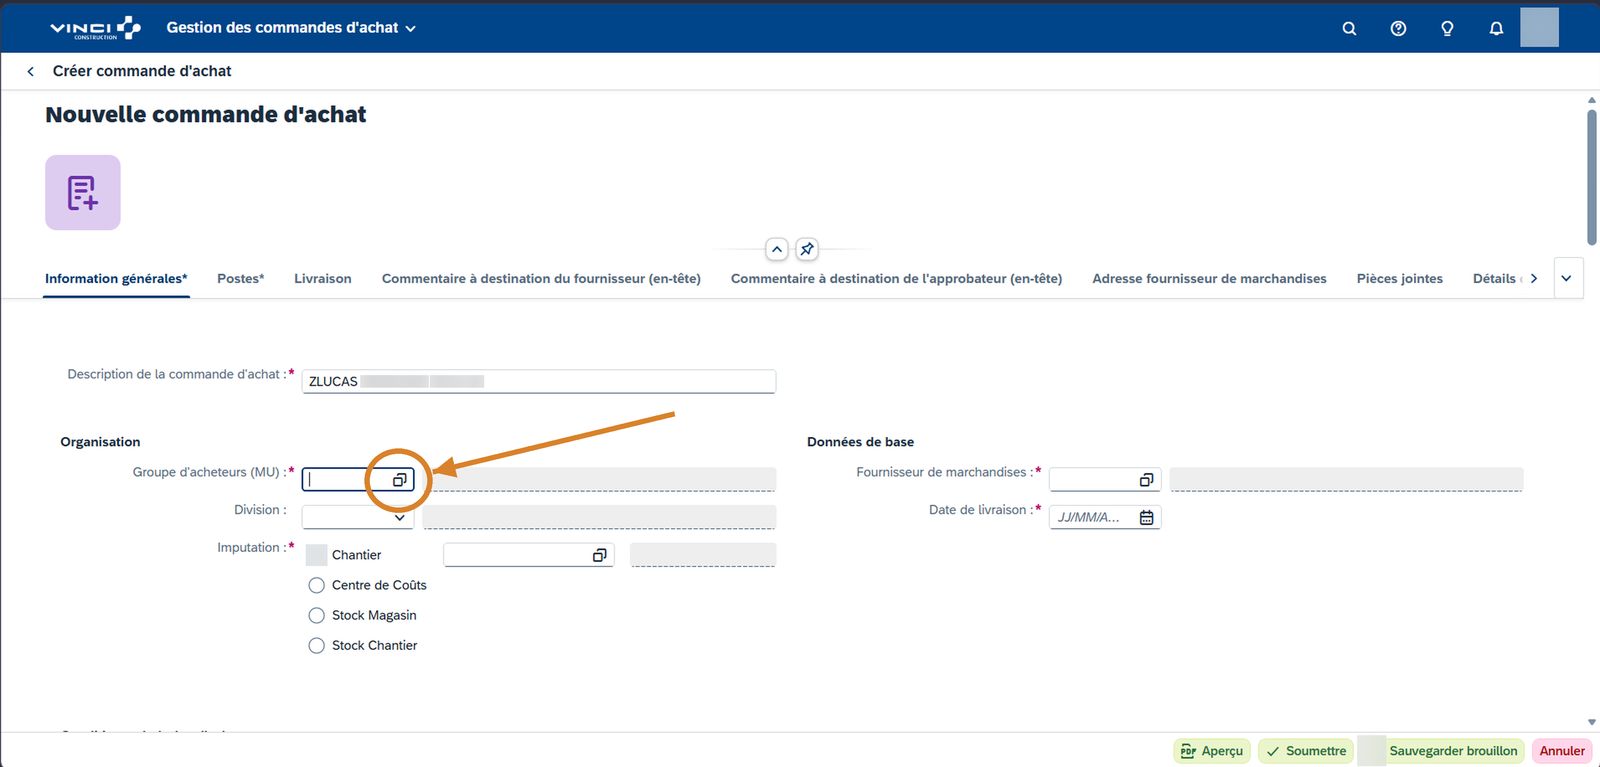 VINCI
CONSTRUCTION
Gestion des commandes d'achat
Créer commande d'achat
Nouvelle commande d'achat
Information générales* Postes* Livraison Commentaire à destination du fournisseur (en-tête) Commentaire à destination de l'approbateur (en-tête) Adresse fournisseur de marchandises Pièces jointes Détails
Description de la commande d'achat :* ZLUCAS
Organisation
Données de base
Groupe d'acheteurs (MU) :*
Fournisseur de marchandises :*
Division :
Date de livraison :* JJ/MM/A...
Imputation :* Chantier
Centre de Coûts
Stock Magasin
Stock Chantier
PDF Aperçu Soumettre Sauvegarder brouillon Annuler